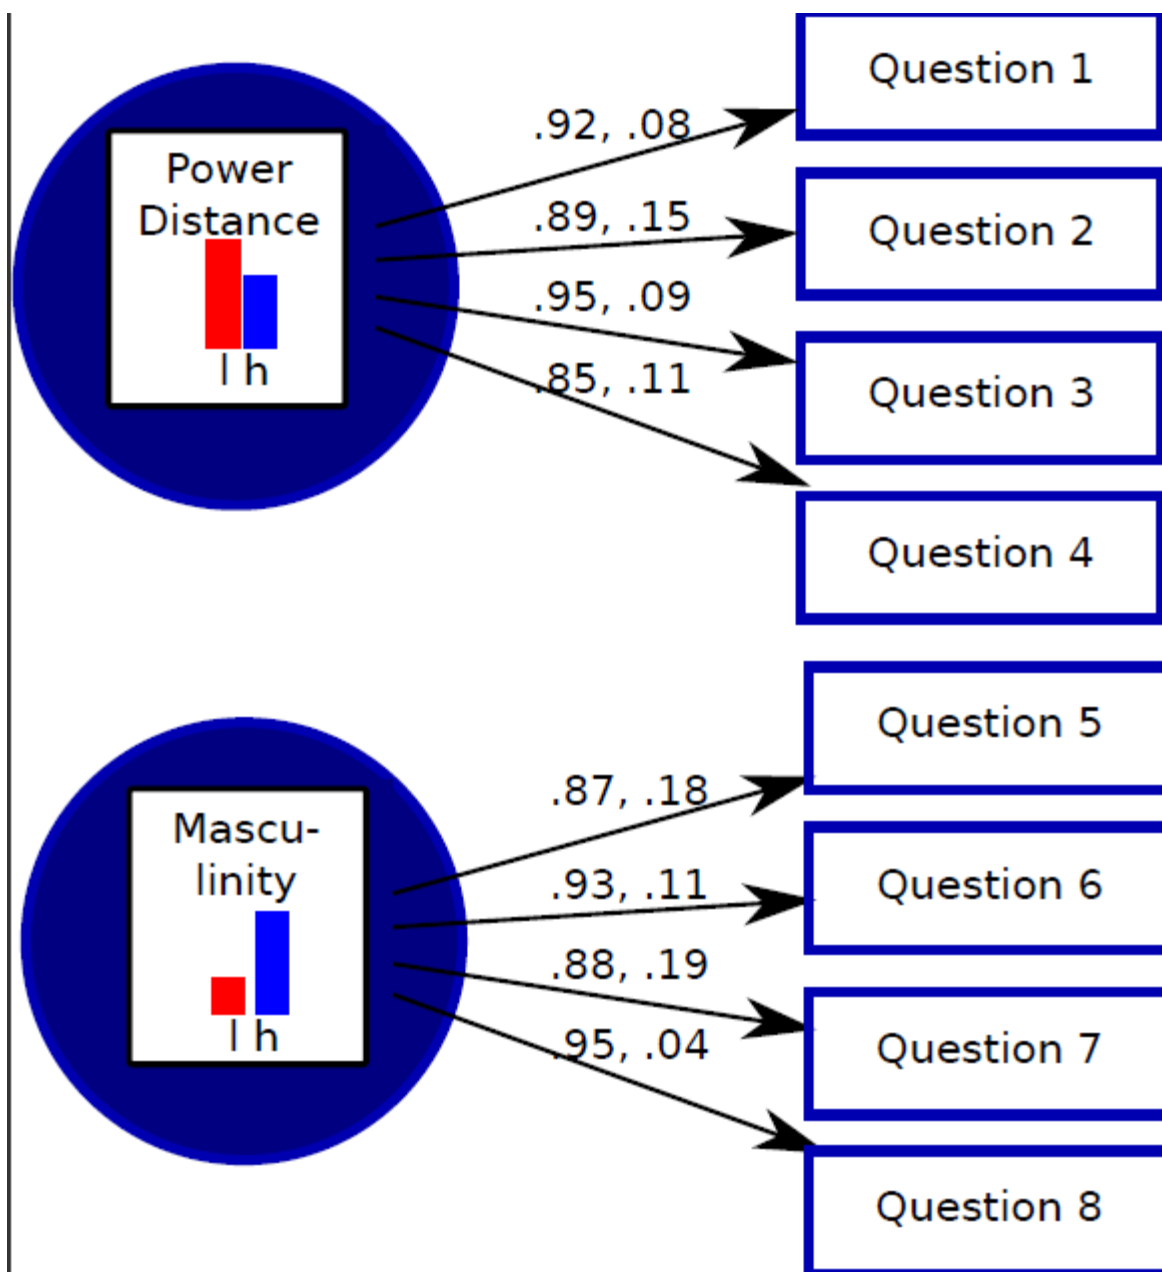 Power
Distance
l h
.92, .08
.89, .15
.95, .09
.85, .11
Question 1
Question 2
Question 3
Question 4
Mascu-
linity
l h
.87, .18
.93, .11
.88, .19
.95, .04
Question 5
Question 6
Question 7
Question 8